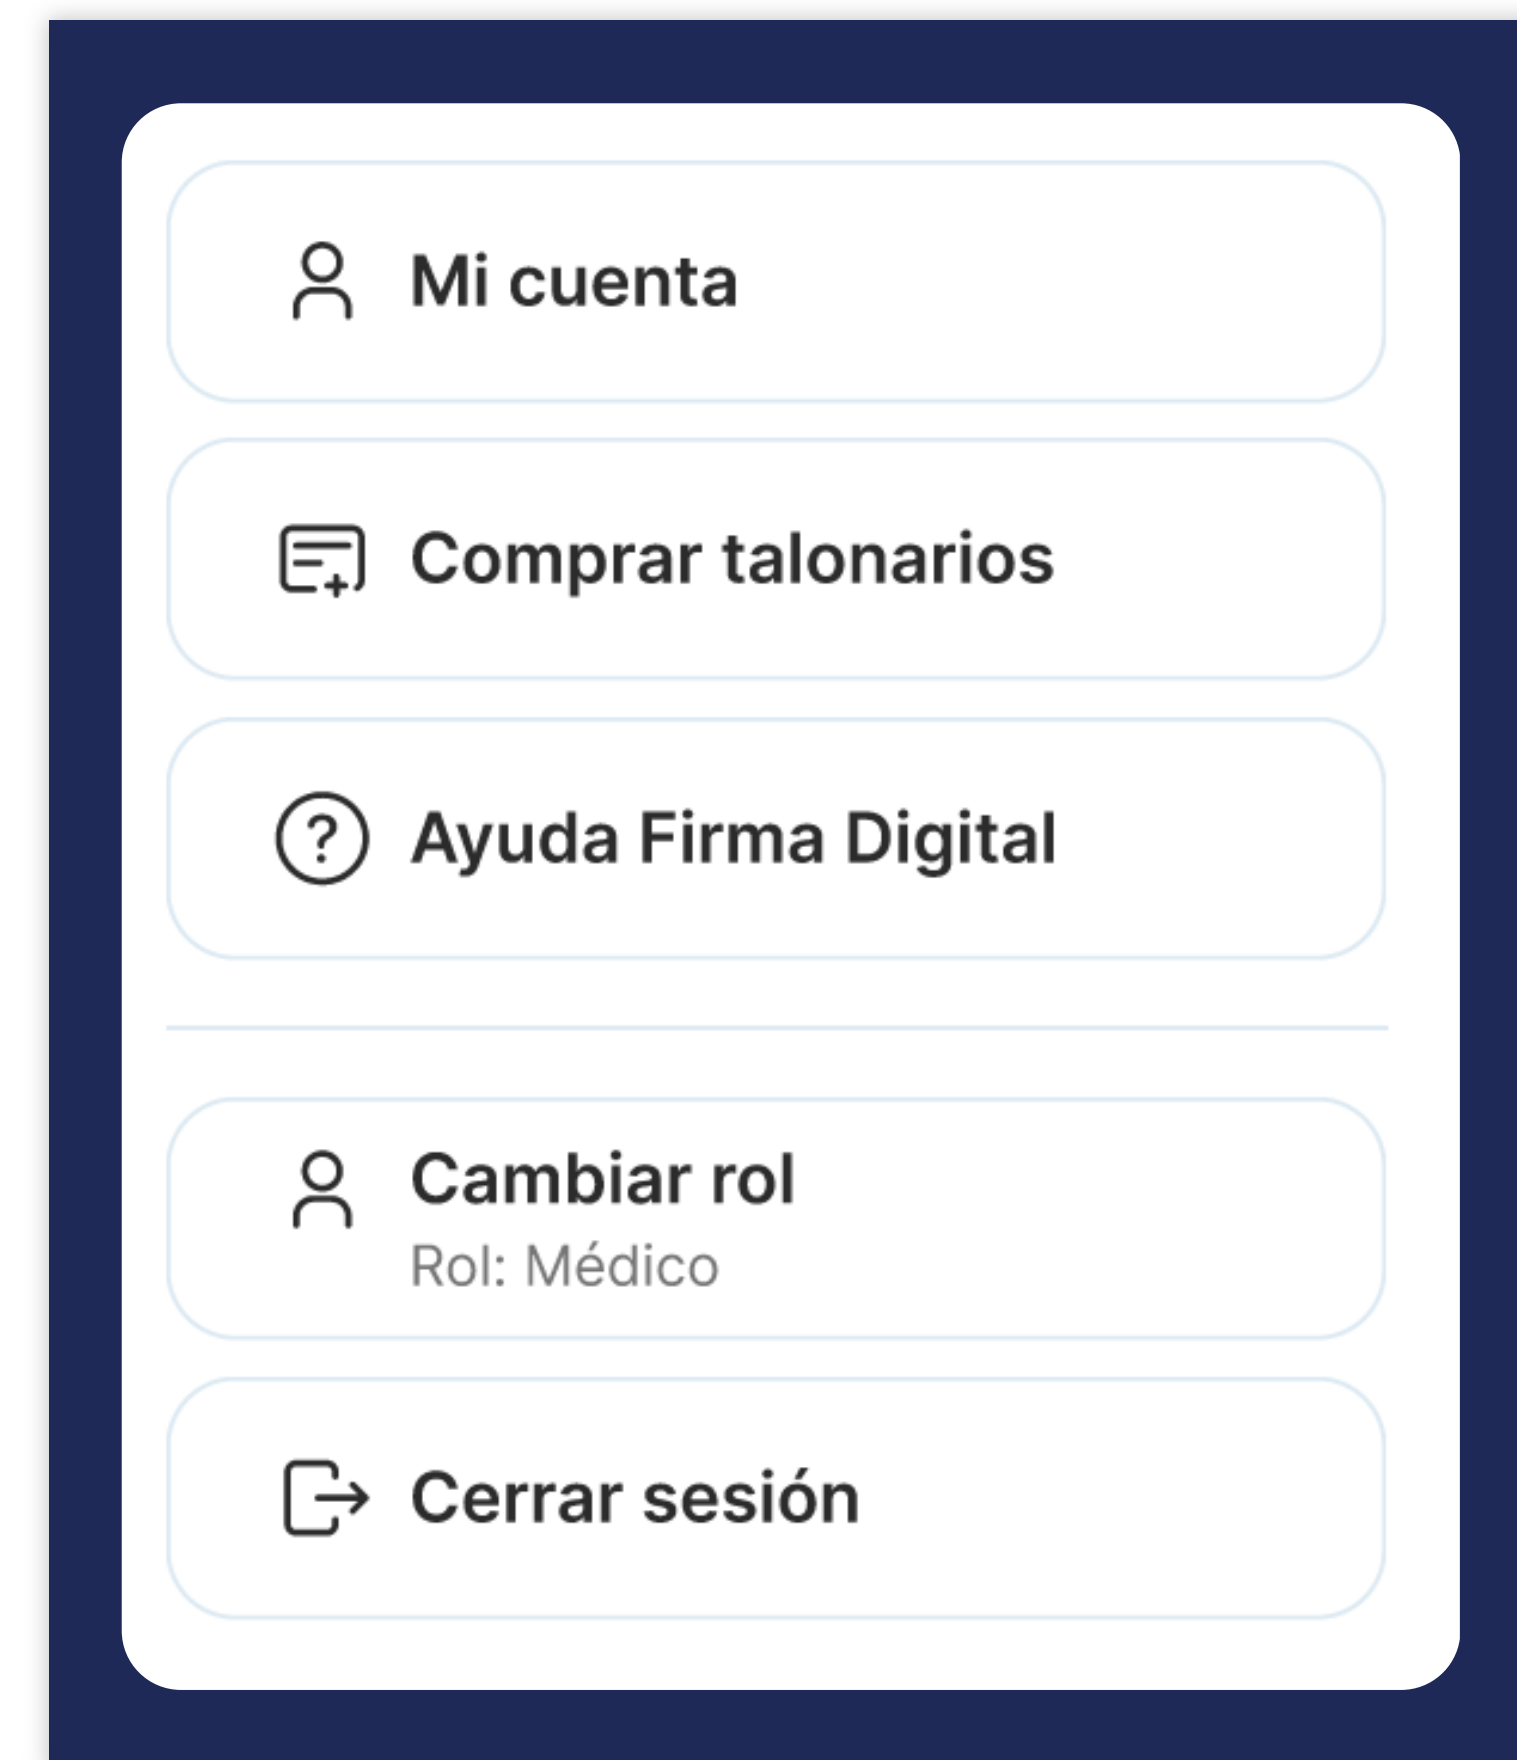 Mi cuenta
Comprar talonarios
Ayuda Firma Digital
Cambiar rol
Rol: Médico
Cerrar sesión